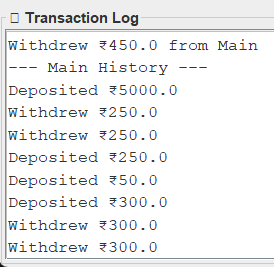 Transaction Log
Withdrew ₹450.0 from Main
--- Main History ---
Deposited ₹5000.0
Withdrew ₹250.0
Withdrew ₹250.0
Deposited ₹250.0
Deposited ₹50.0
Deposited ₹300.0
Withdrew ₹300.0
Withdrew ₹300.0